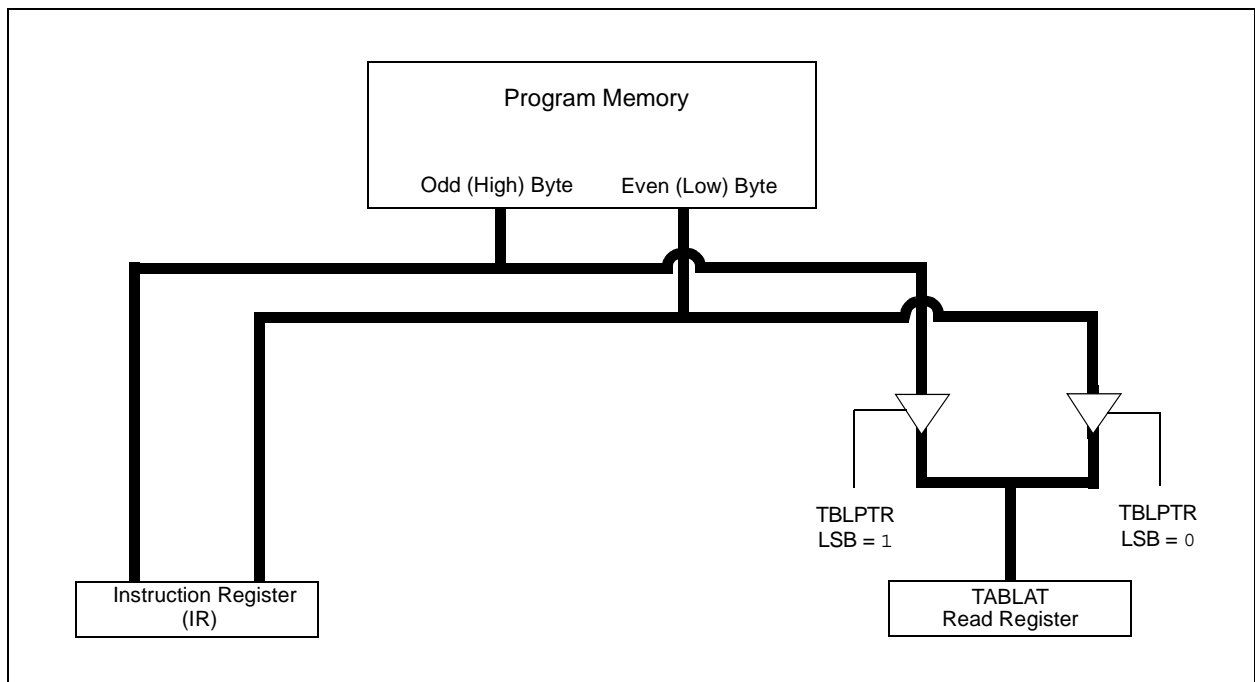 Program Memory
Odd (High) Byte
Even (Low) Byte
TBLPTR
LSB = 1
TBLPTR
LSB = 0
Instruction Register
(IR)
TABLAT
Read Register